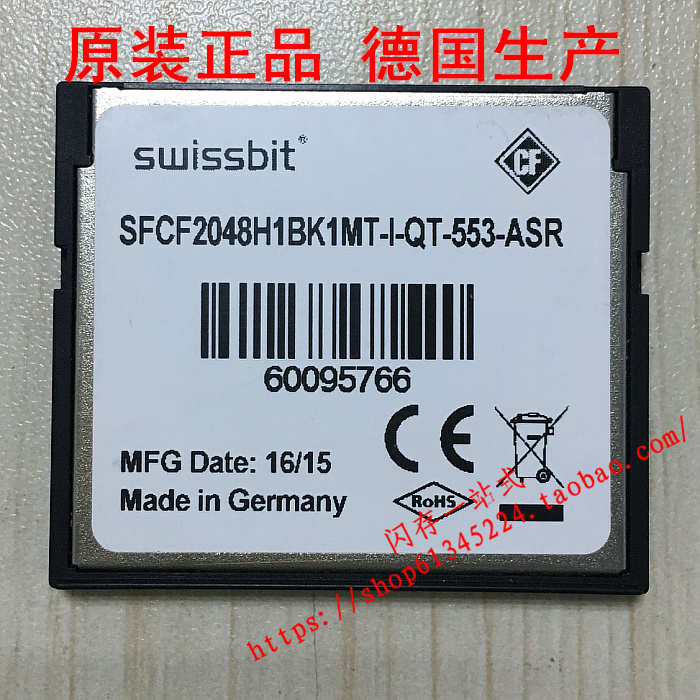 原装正品 德国生产
swissbit®
CF
SFCF2048H1BK1MT-I-QT-553-ASR
60095766
CE
MFG Date: 16/15
Made in Germany
RoHS
闪存一站式
https://shop61345224.taobao.com/